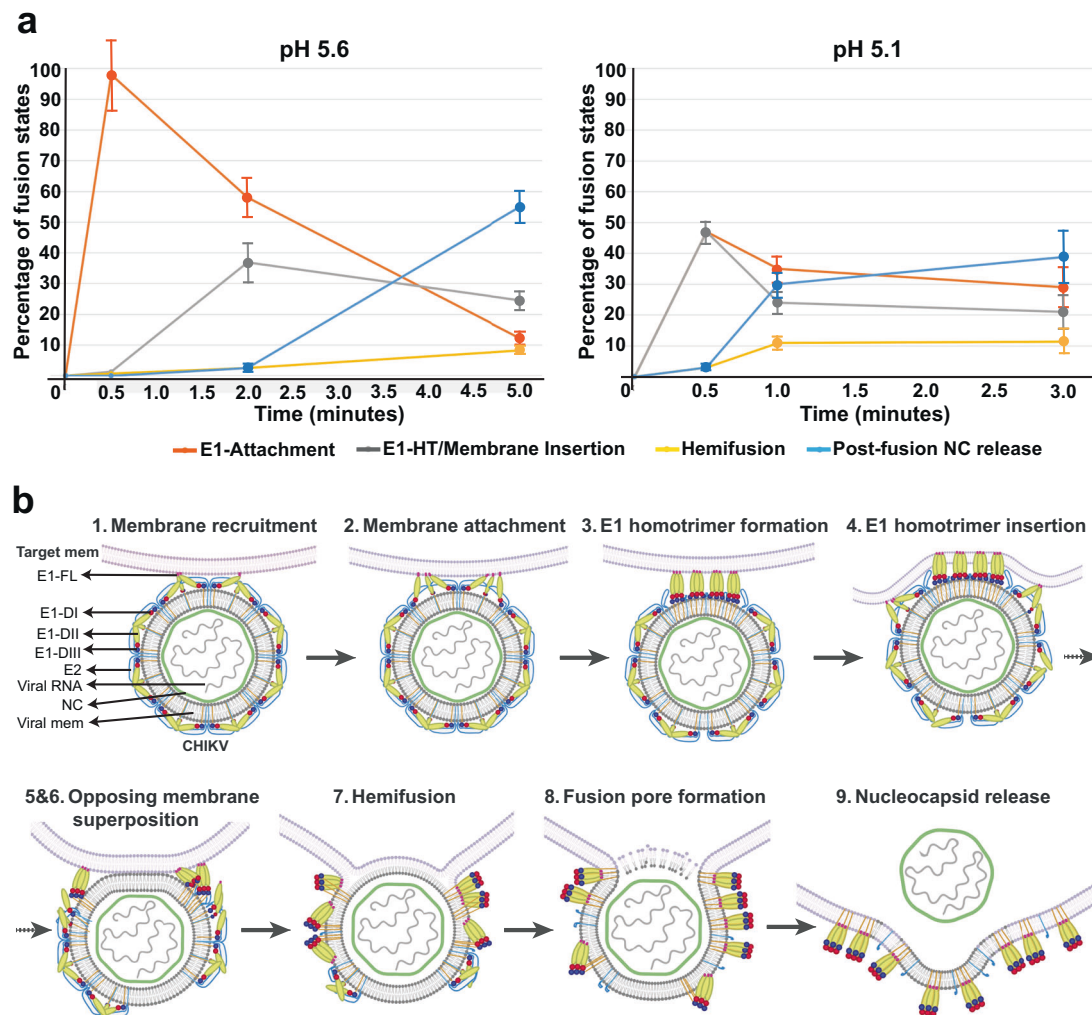 a
pH 5.6
pH 5.1
Percentage of fusion states
100
90
80
70
60
50
40
30
20
10
0 0.5 1.0 1.5 2.0 2.5 3.0 3.5 4.0 4.5 5.0
Time (minutes)
Percentage of fusion states
100
90
80
70
60
50
40
30
20
10
0 0.5 1.0 1.5 2.0 2.5 3.0
Time (minutes)
E1-Attachment E1-HT/Membrane Insertion Hemifusion Post-fusion NC release
b
1. Membrane recruitment
2. Membrane attachment
3. E1 homotrimer formation
4. E1 homotrimer insertion
Target mem
E1-FL
E1-DI
E1-DII
E1-DIII
E2
Viral RNA
NC
Viral mem
CHIKV
5&6. Opposing membrane
superposition
7. Hemifusion
8. Fusion pore formation
9. Nucleocapsid release